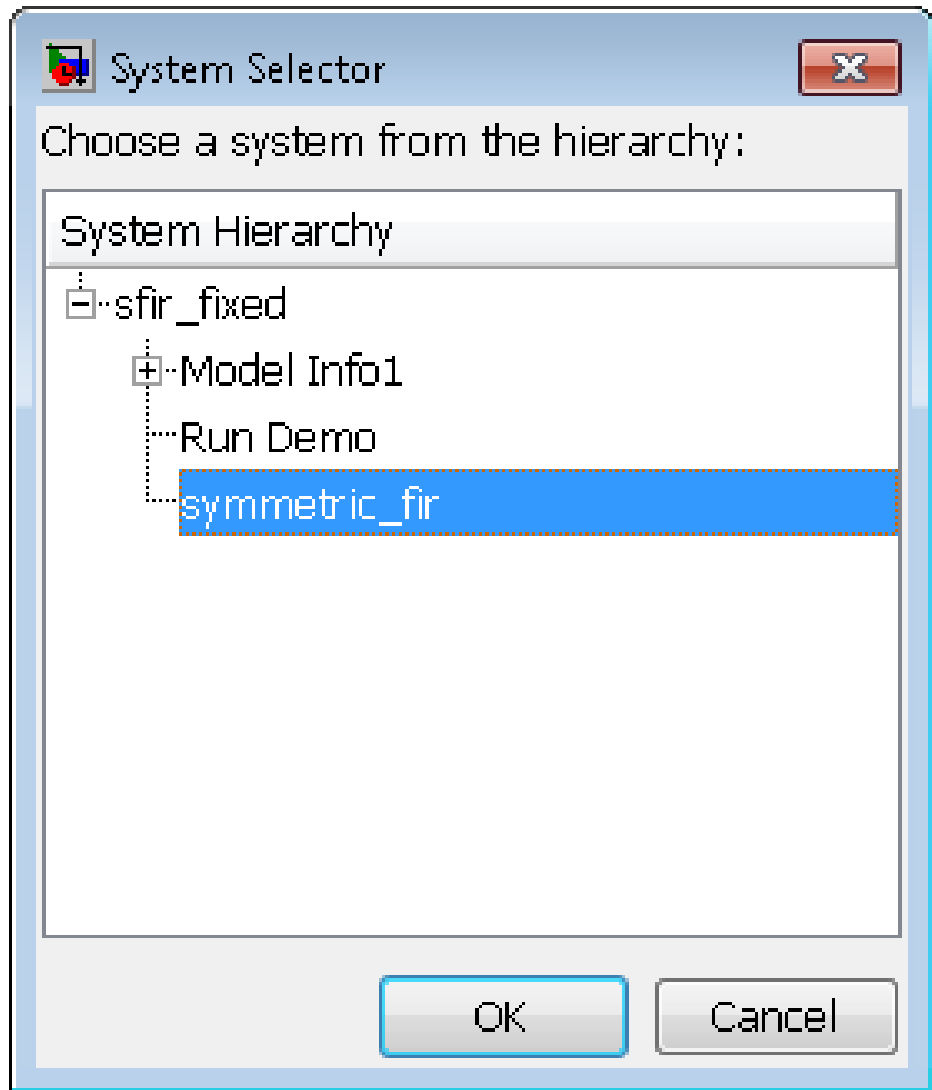 System Selector
Choose a system from the hierarchy:
System Hierarchy
sfir_fixed
Model Info1
Run Demo
symmetric_fir
OK Cancel